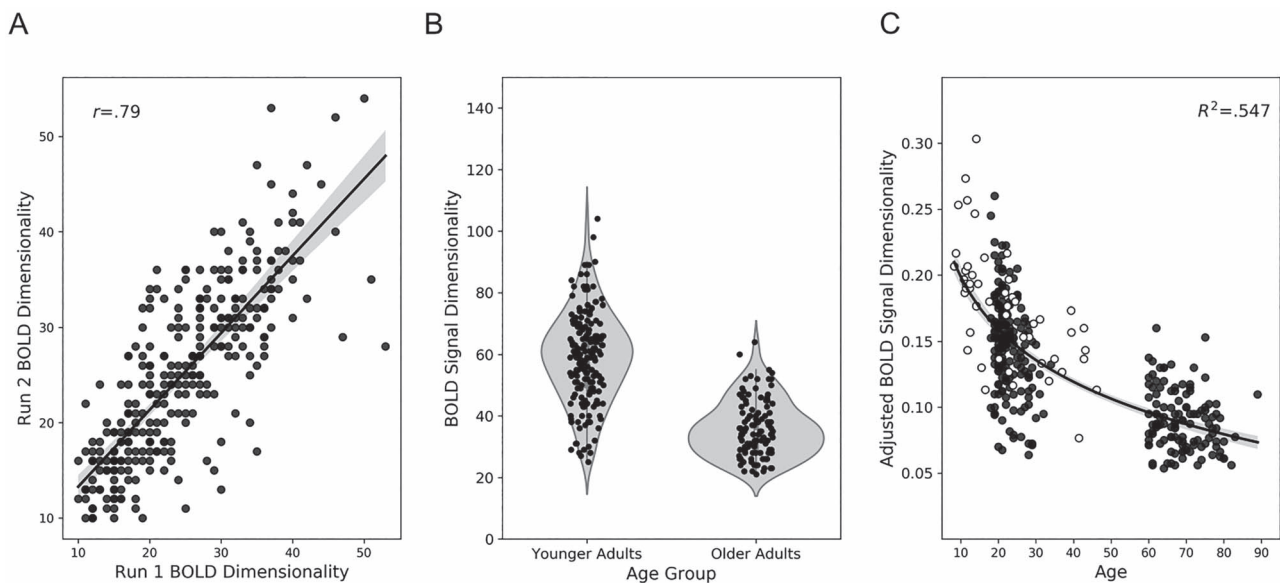 A
B
C
r=.79
50
40
30
20
10
Run 2 BOLD Dimensionality
10
20
30
40
50
Run 1 BOLD Dimensionality
140
120
100
80
60
40
20
0
BOLD Signal Dimensionality
Younger Adults
Older Adults
Age Group
R²=.547
0.30
0.25
0.20
0.15
0.10
0.05
Adjusted BOLD Signal Dimensionality
10
20
30
40
50
60
70
80
90
Age